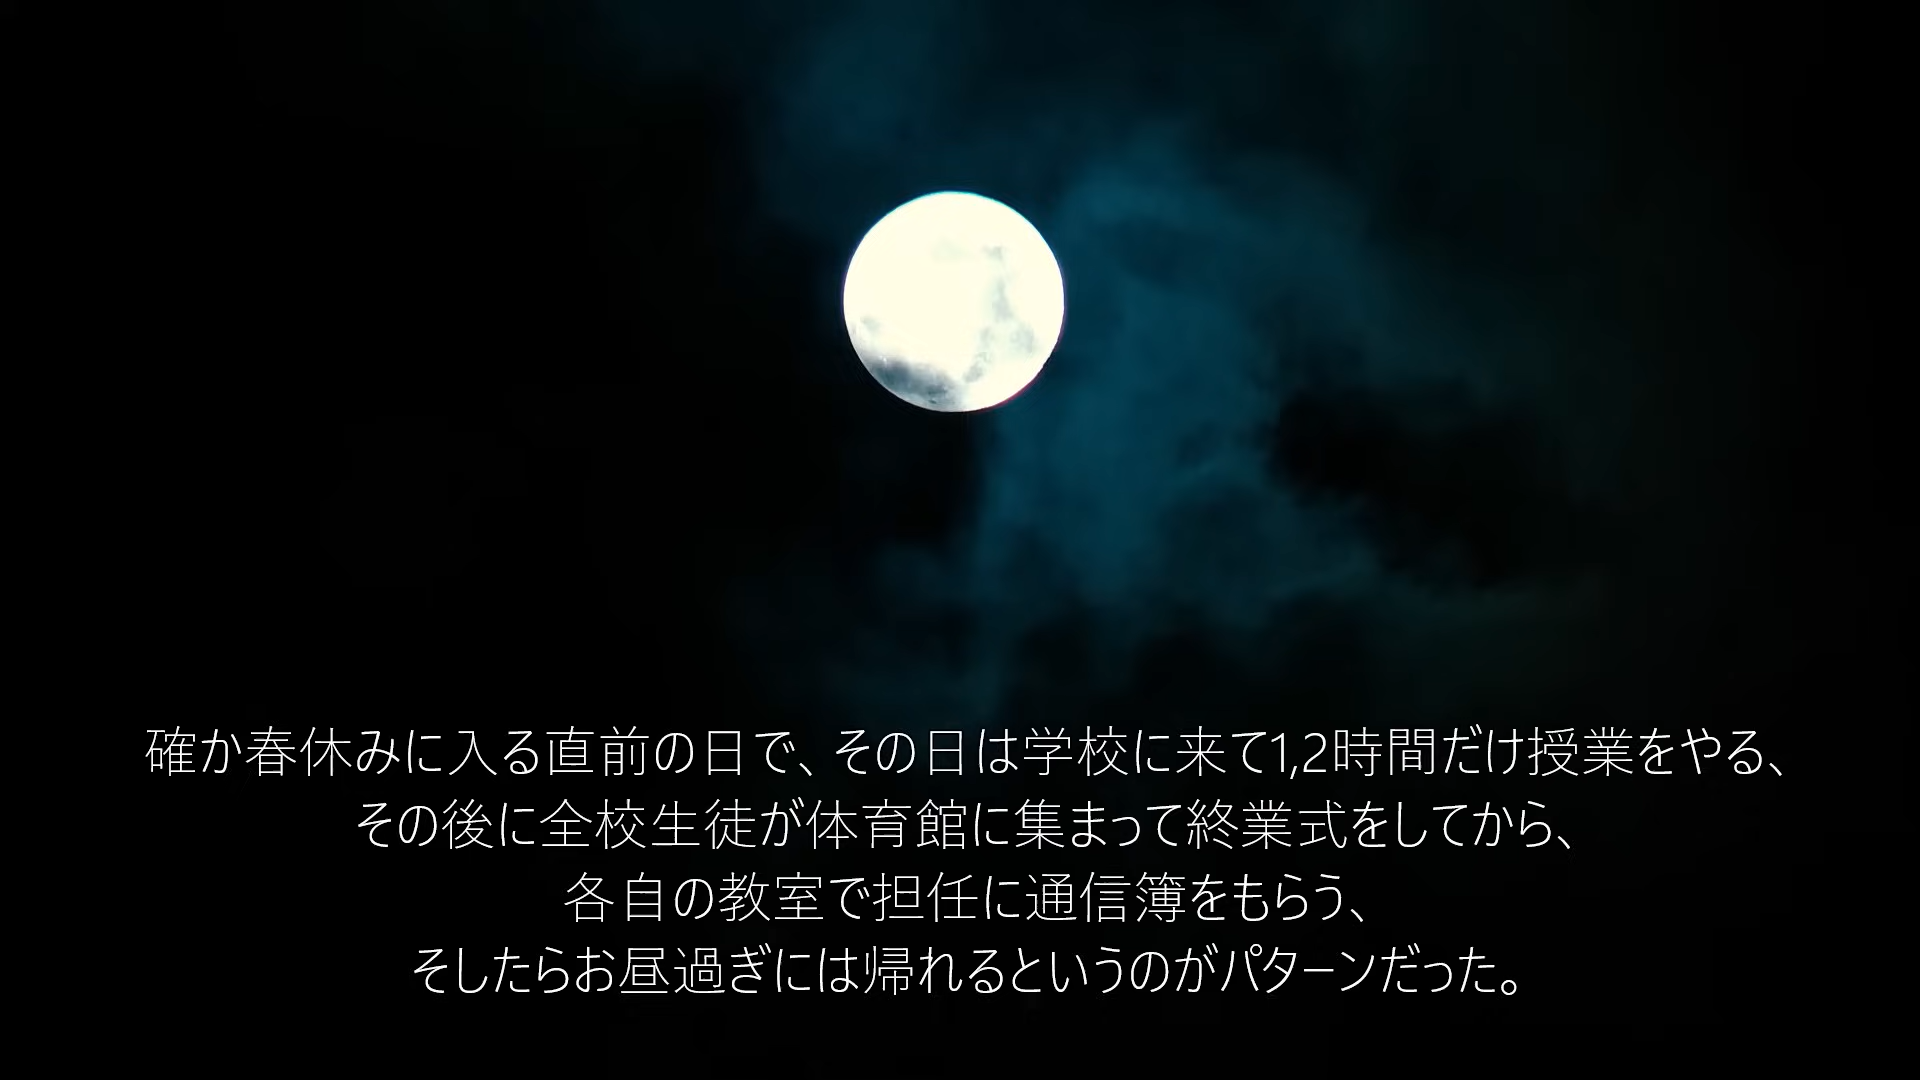 確か春休みに入る直前の日で、その日は学校に来て1,2時間だけ授業をやる、
その後に全校生徒が体育館に集まって終業式をしてから、
各自の教室で担任に通信簿をもらう、
そしたらお昼過ぎには帰れるというのがパターンだった。